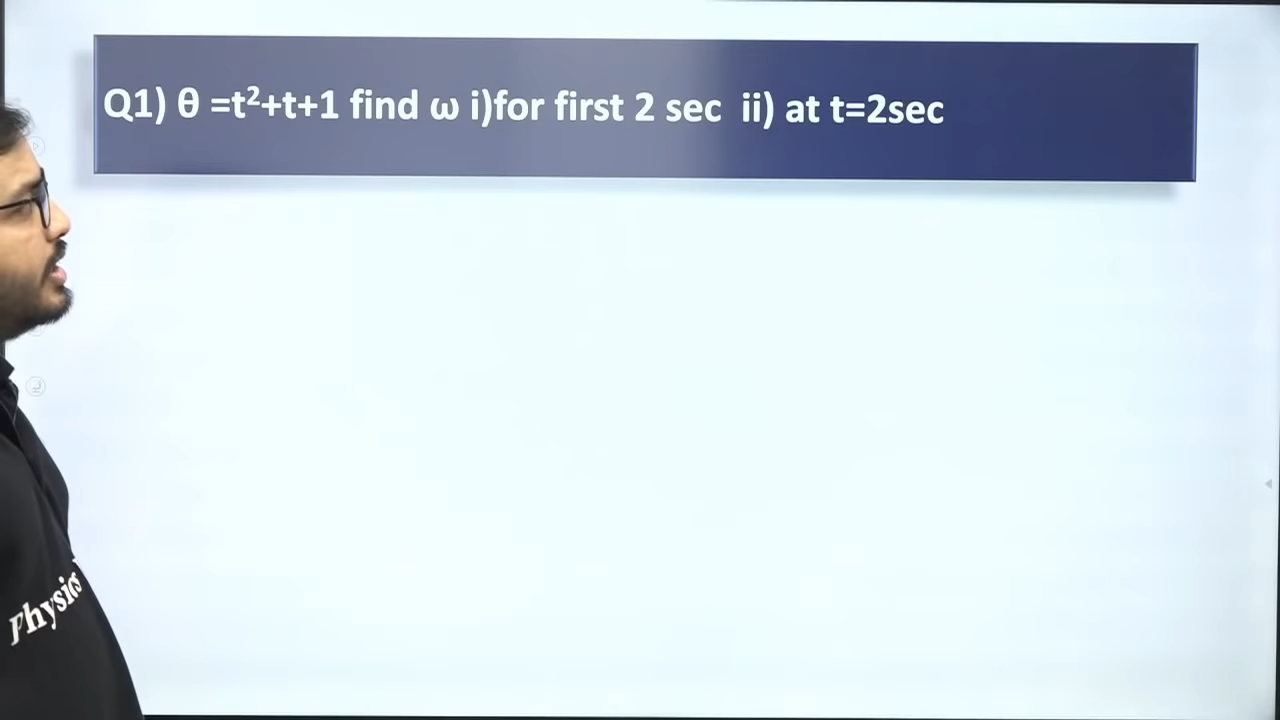 Q1) θ =t²+t+1 find ω i)for first 2 sec  ii) at t=2sec
Physics